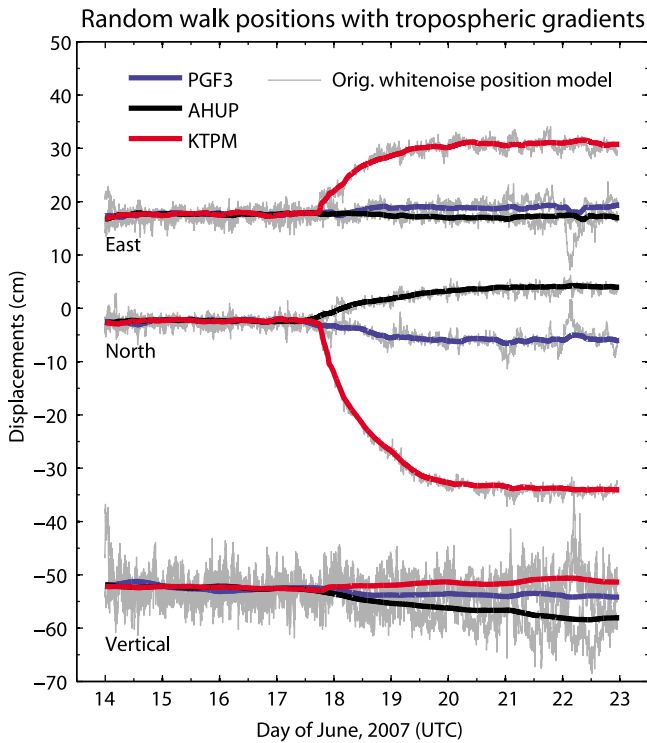 Random walk positions with tropospheric gradients
50
40
30
20
10
0
−10
−20
−30
−40
−50
−60
−70
Displacements (cm)
PGF3
AHUP
KTPM
Orig. whitenoise position model
East
North
Vertical
14 15 16 17 18 19 20 21 22 23
Day of June, 2007 (UTC)